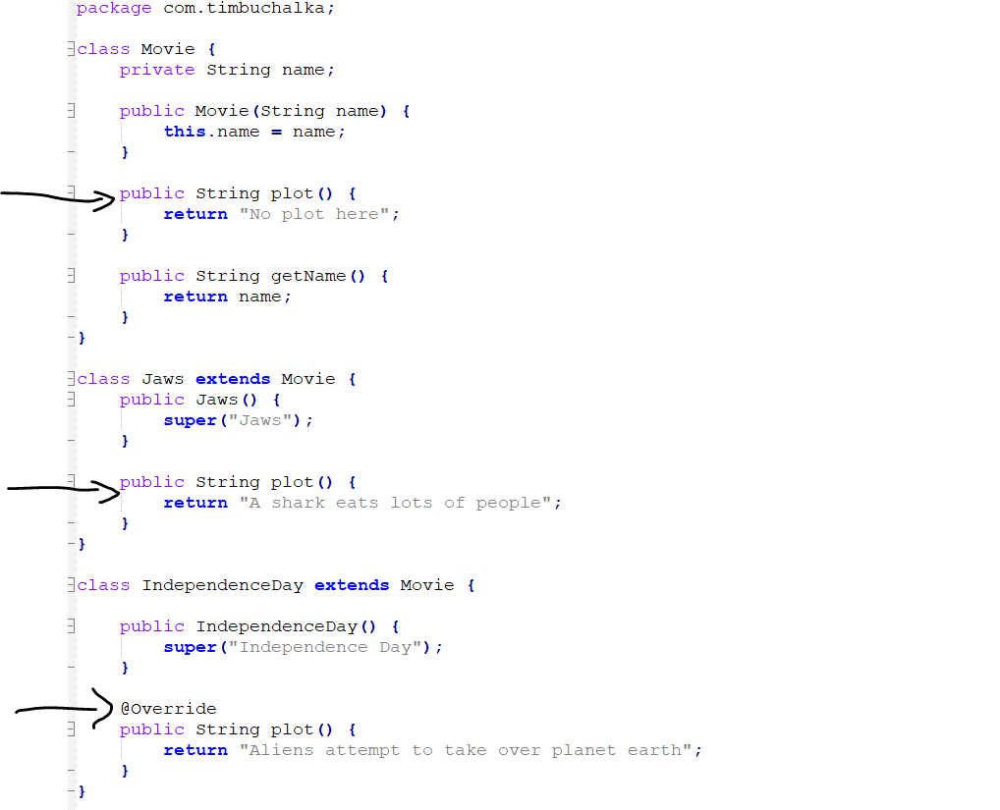 package com.timbuchalka;
class Movie {
private String name;
public Movie(String name) {
this.name = name;
}
public String plot() {
return "No plot here";
}
public String getName() {
return name;
}
}
class Jaws extends Movie {
public Jaws() {
super("Jaws");
}
public String plot() {
return "A shark eats lots of people";
}
}
class IndependenceDay extends Movie {
public IndependenceDay() {
super("Independence Day");
}
@Override
public String plot() {
return "Aliens attempt to take over planet earth";
}
}